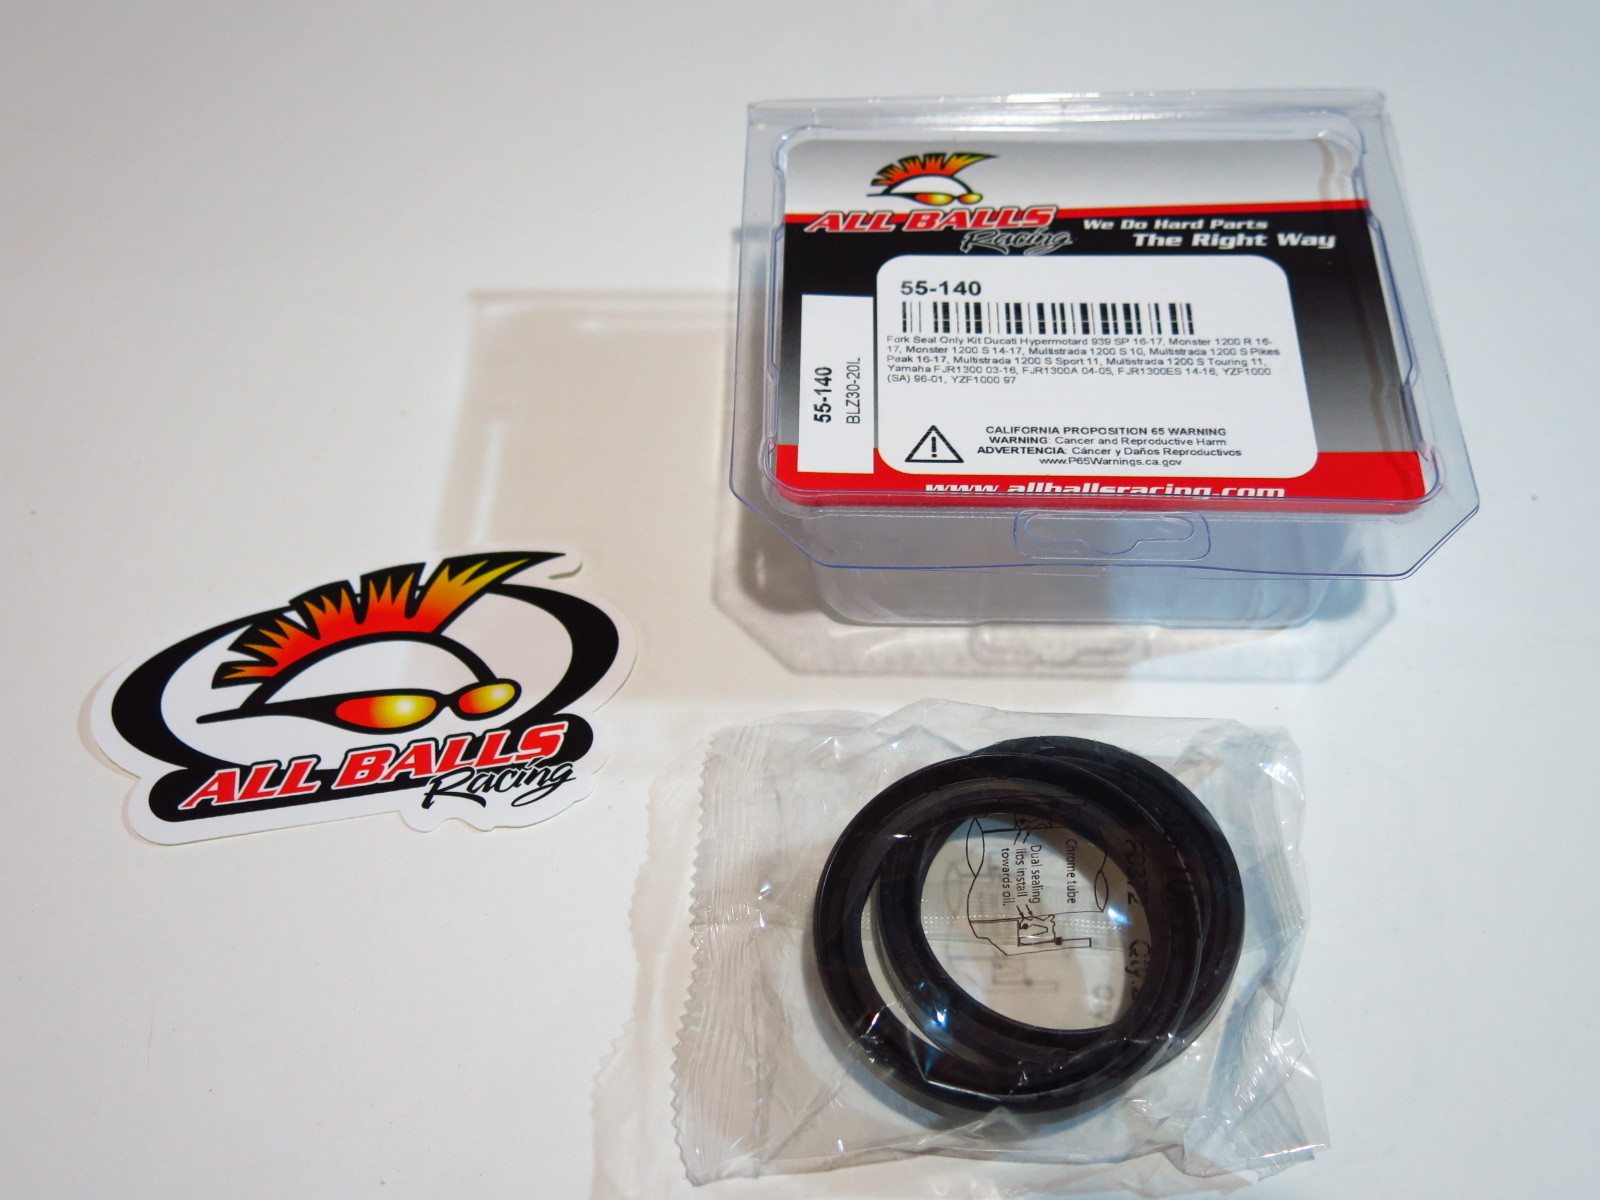 ALL BALLS
Racing
We Do Hard Parts
The Right Way
55-140
Fork Seal Only Kit Ducati Hypermotard 939 SP 16-17, Monster 1200 R 16-
17, Monster 1200 S 14-17, Multistrada 1200 S 10, Multistrada 1200 S Pikes
Peak 16-17, Multistrada 1200 S Sport 11, Multistrada 1200 S Touring 11,
Yamaha FJR1300 03-16, FJR1300A 04-05, FJR1300ES 14-16, YZF1000
(SA) 96-01, YZF1000 97
CALIFORNIA PROPOSITION 65 WARNING
WARNING: Cancer and Reproductive Harm
ADVERTENCIA: Cáncer y Daños Reproductivos
www.P65Warnings.ca.gov
55-140
BLZ30-20L
www.allballsracing.com
ALL BALLS
Racing
Chrome tube
Dual sealing
lips install
towards oil.